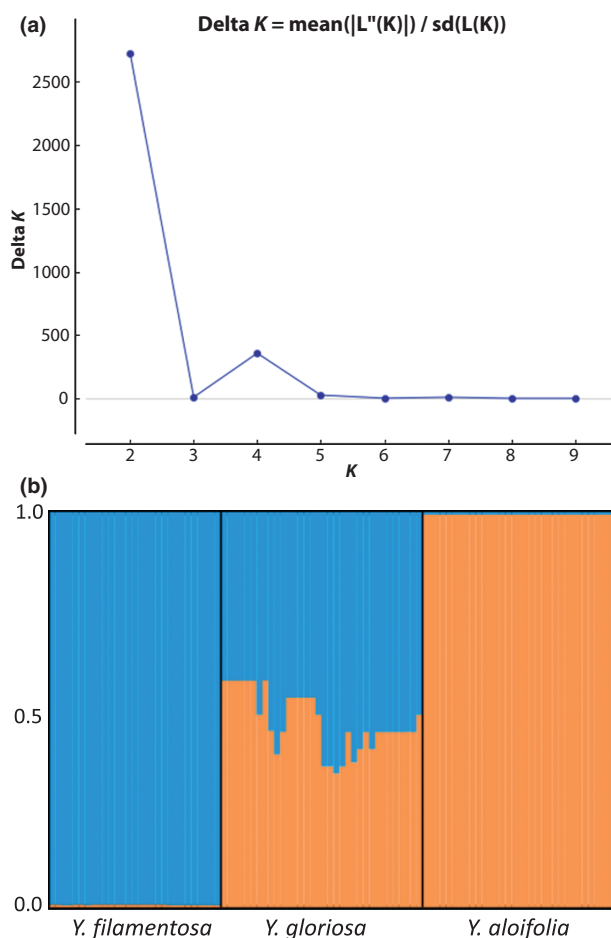 (a)
Delta K = mean(|L"(K)|) / sd(L(K))
Delta K
2500
2000
1500
1000
500
0
2 3 4 5 6 7 8 9
K
(b)
1.0
0.5
0.0
Y. filamentosa Y. gloriosa Y. aloifolia